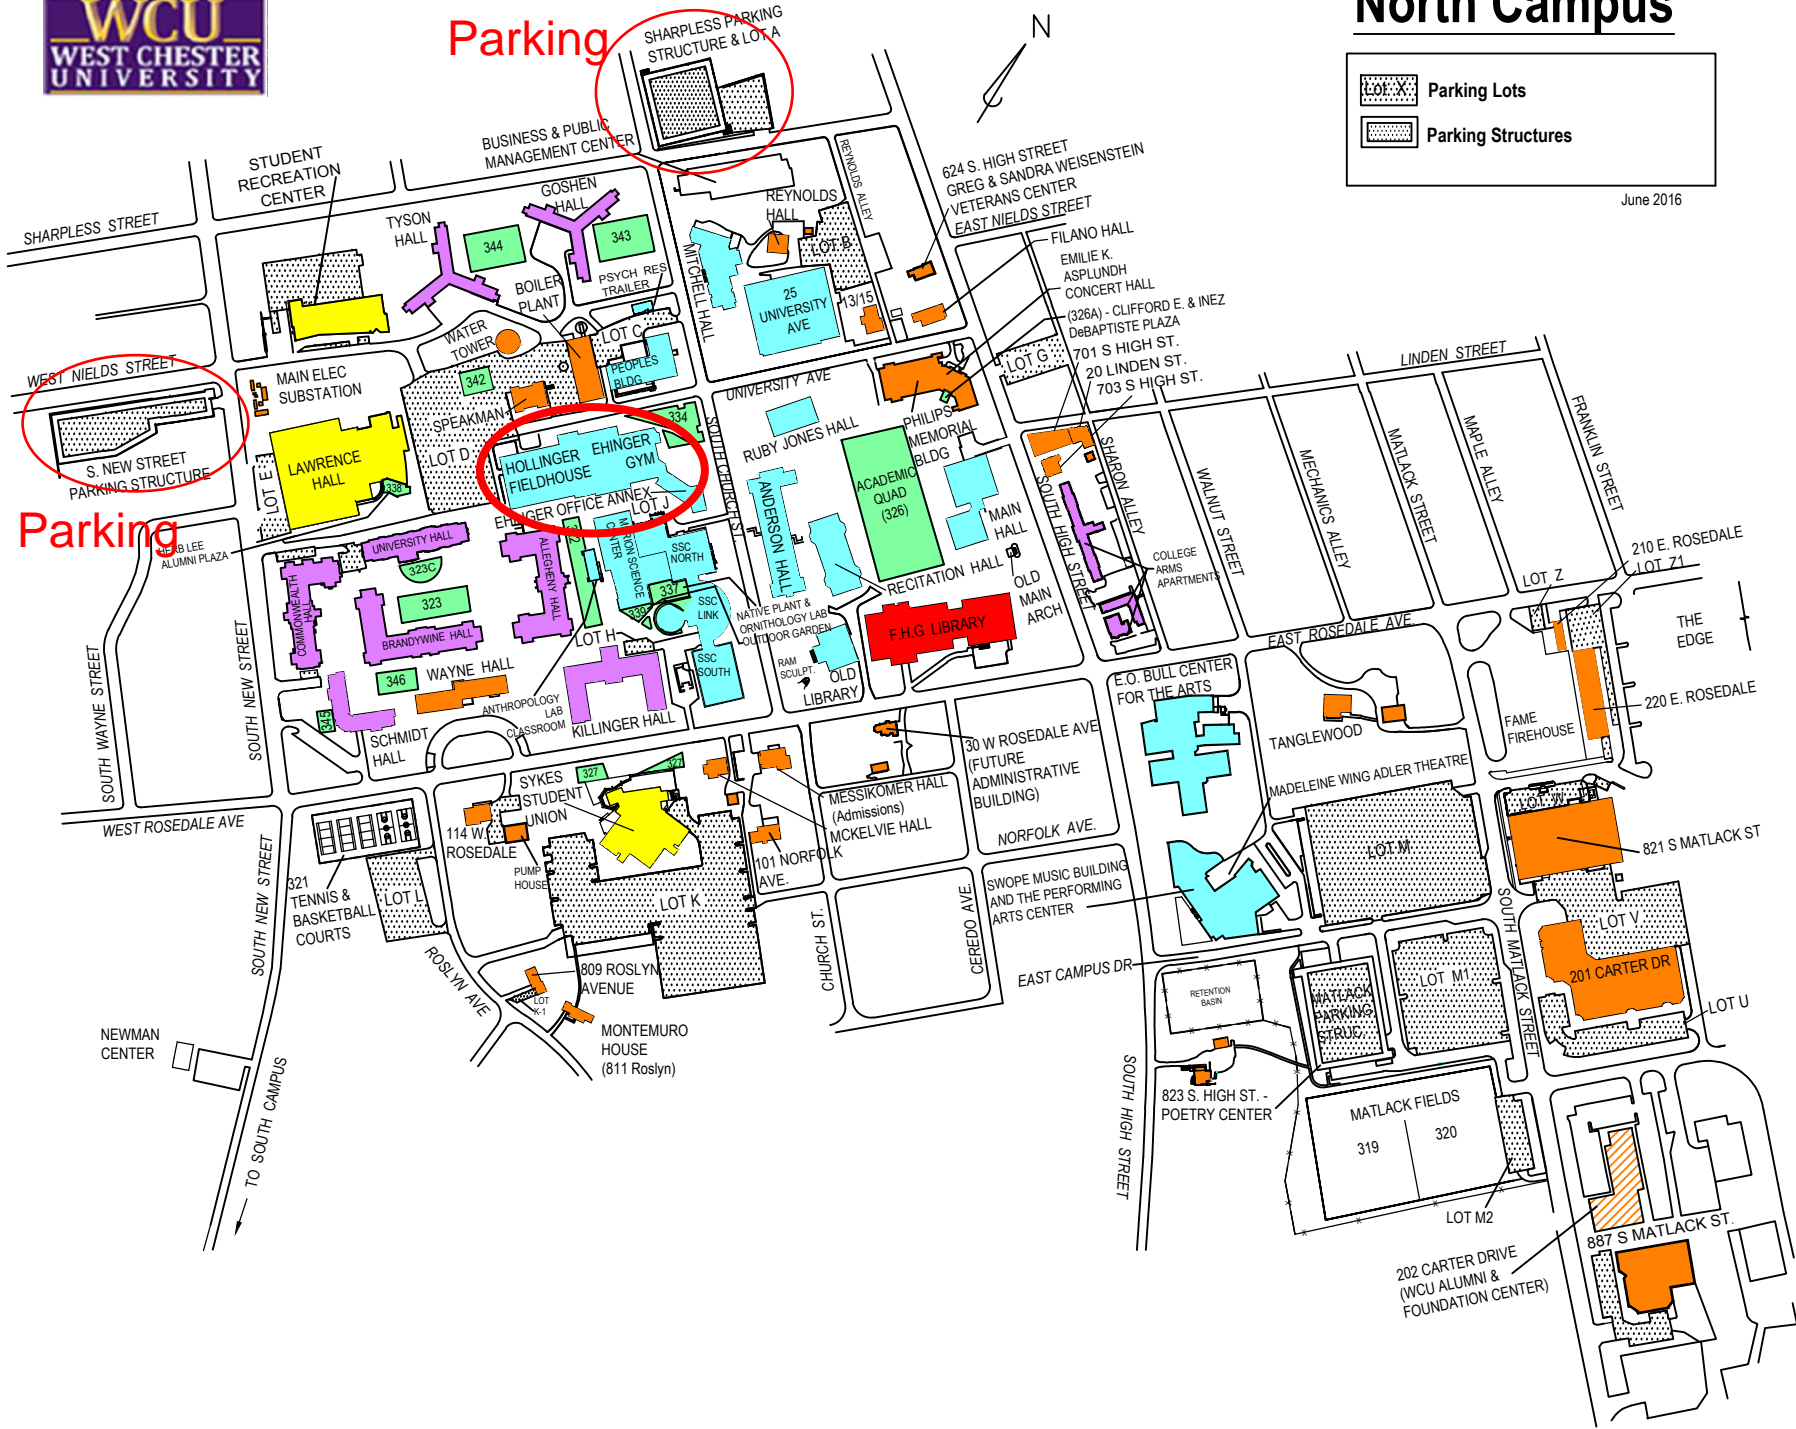 WCU
WEST CHESTER
UNIVERSITY
Parking
SHARPLESS PARKING
STRUCTURE & LOT A
N
North Campus
Lot X
Parking Lots
Parking Structures
June 2016
BUSINESS & PUBLIC
MANAGEMENT CENTER
STUDENT
RECREATION
CENTER
SHARPLESS STREET
TYSON
HALL
GOSHEN
HALL
344
343
REYNOLDS
HALL
REYNOLDS ALLEY
LOT B
624 S. HIGH STREET
GREG & SANDRA WEISENSTEIN
VETERANS CENTER
EAST NIELDS STREET
FILANO HALL
EMILIE K.
ASPLUNDH
CONCERT HALL
(326A) - CLIFFORD E. & INEZ
DeBAPTISTE PLAZA
701 S HIGH ST.
20 LINDEN ST.
703 S HIGH ST.
LOT G
LINDEN STREET
BOILER
PLANT
PSYCH RES
TRAILER
MITCHELL HALL
25
UNIVERSITY
AVE
13/15
WATER
TOWER
LOT C
PEOPLES
BLDG
342
SPEAKMAN
334
UNIVERSITY AVE
WEST NIELDS STREET
MAIN ELEC
SUBSTATION
S. NEW STREET
PARKING STRUCTURE
Parking
LOT E
LAWRENCE
HALL
338
LOT D
HOLLINGER
FIELDHOUSE
EHINGER
GYM
EHINGER OFFICE ANNEX
LOT J
SOUTH CHURCH ST.
RUBY JONES HALL
PHILIPS
MEMORIAL
BLDG
ACADEMIC
QUAD
(326)
ANDERSON HALL
MAIN
HALL
RECITATION HALL
OLD
MAIN
ARCH
SOUTH HIGH STREET
SHARON ALLEY
COLLEGE
ARMS
APARTMENTS
WALNUT STREET
MECHANICS ALLEY
MATLACK STREET
MAPLE ALLEY
FRANKLIN STREET
210 E. ROSEDALE
LOT Z1
LOT Z
THE
EDGE
220 E. ROSEDALE
HERB LEE
ALUMNI PLAZA
UNIVERSITY HALL
323C
323
COMMONWEALTH
HALL
BRANDYWINE HALL
ALLEGHENY HALL
MERION SCIENCE
CENTER
SSC
NORTH
337
339
SSC
LINK
SSC
SOUTH
NATIVE PLANT &
ORNITHOLOGY LAB
OUTDOOR GARDEN
RAM
SCULPT.
OLD
LIBRARY
F.H.G LIBRARY
EAST ROSEDALE AVE.
E.O. BULL CENTER
FOR THE ARTS
LOT H
346
WAYNE HALL
345
SCHMIDT
HALL
ANTHROPOLOGY
LAB
CLASSROOM
KILLINGER HALL
SOUTH WAYNE STREET
SOUTH NEW STREET
WEST ROSEDALE AVE
SYKES
STUDENT
UNION
327
327
114 W.
ROSEDALE
PUMP
HOUSE
30 W ROSEDALE AVE
(FUTURE
ADMINISTRATIVE
BUILDING)
MESSIKOMER HALL
(Admissions)
MCKELVIE HALL
101 NORFOLK
AVE.
NORFOLK AVE.
TANGLEWOOD
MADELEINE WING ADLER THEATRE
FAME
FIREHOUSE
LOT W
821 S MATLACK ST
LOT M
LOT V
321
TENNIS &
BASKETBALL
COURTS
LOT L
LOT K
SOUTH NEW STREET
ROSLYN AVE
CHURCH ST.
CEREDO AVE.
SWOPE MUSIC BUILDING
AND THE PERFORMING
ARTS CENTER
EAST CAMPUS DR
RETENTION
BASIN
MATLACK
PARKING
STRUC.
LOT M1
SOUTH MATLACK STREET
201 CARTER DR
LOT U
809 ROSLYN
AVENUE
LOT
K-1
MONTEMURO
HOUSE
(811 Roslyn)
NEWMAN
CENTER
TO SOUTH CAMPUS
SOUTH HIGH STREET
823 S. HIGH ST. -
POETRY CENTER
MATLACK FIELDS
319
320
LOT M2
202 CARTER DRIVE
(WCU ALUMNI &
FOUNDATION CENTER)
887 S MATLACK ST.